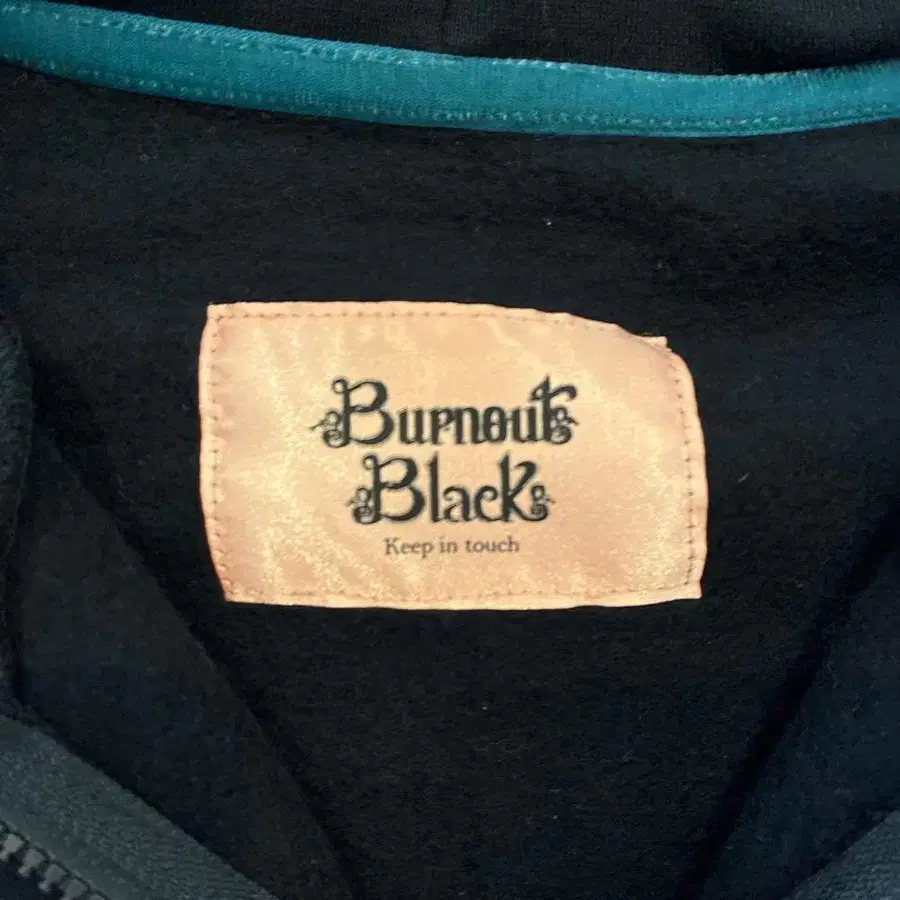 Burnout
Black
Keep in touch